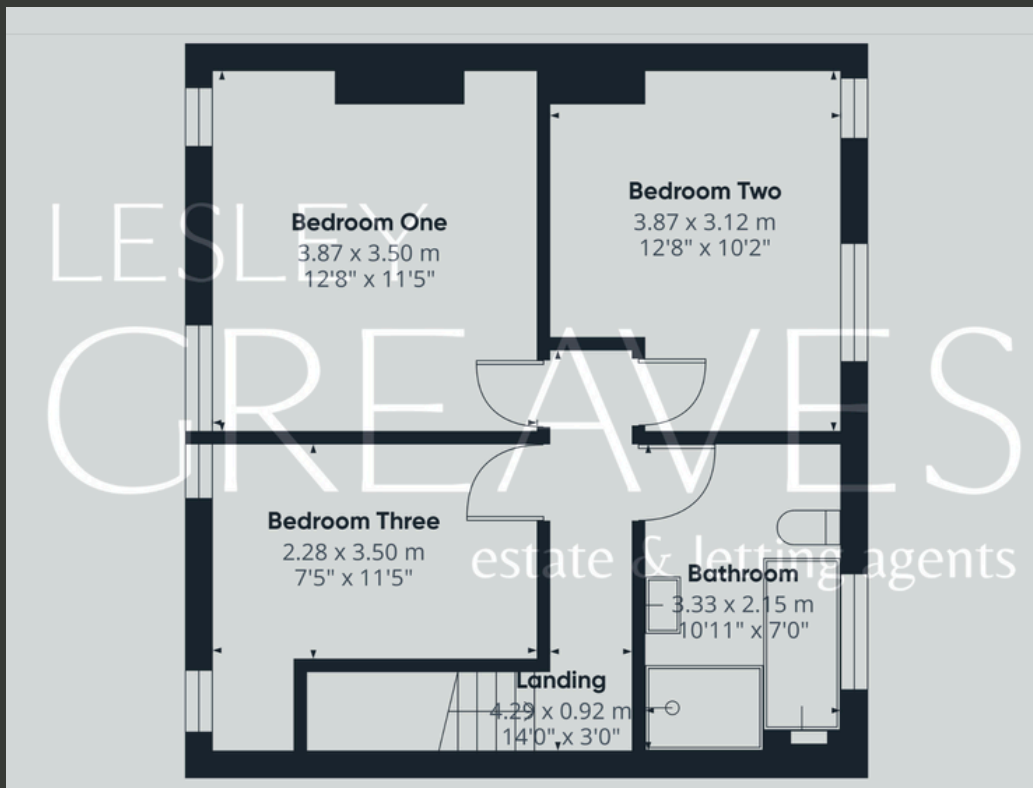 LESLEY
GREAVES
estate & letting agents
Bedroom One
3.87 x 3.50 m
12'8" x 11'5"
Bedroom Two
3.87 x 3.12 m
12'8" x 10'2"
Bedroom Three
2.28 x 3.50 m
7'5" x 11'5"
Bathroom
3.33 x 2.15 m
10'11" x 7'0"
Landing
4.29 x 0.92 m
14'0" x 3'0"